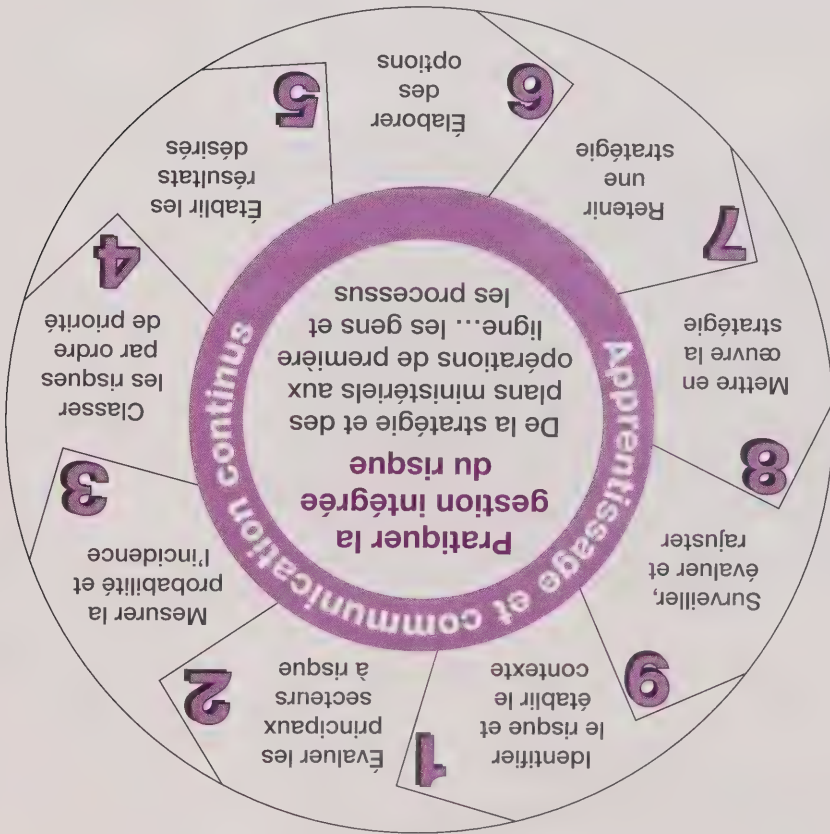 Pratiquer la
gestion intégrée
du risque
De la stratégie et des
plans ministériels aux
opérations de première
ligne... les gens et
les processus
Apprentissage et communication continus
1
Identifier
le risque et
établir le
contexte
2
Évaluer les
principaux
secteurs
à risque
3
Mesurer la
probabilité et
l'incidence
4
Classer
les risques
par ordre
de priorité
5
Établir les
résultats
désirés
6
Élaborer
des
options
7
Retenir
une
stratégie
8
Mettre en
œuvre la
stratégie
9
Surveiller,
évaluer et
rajuster